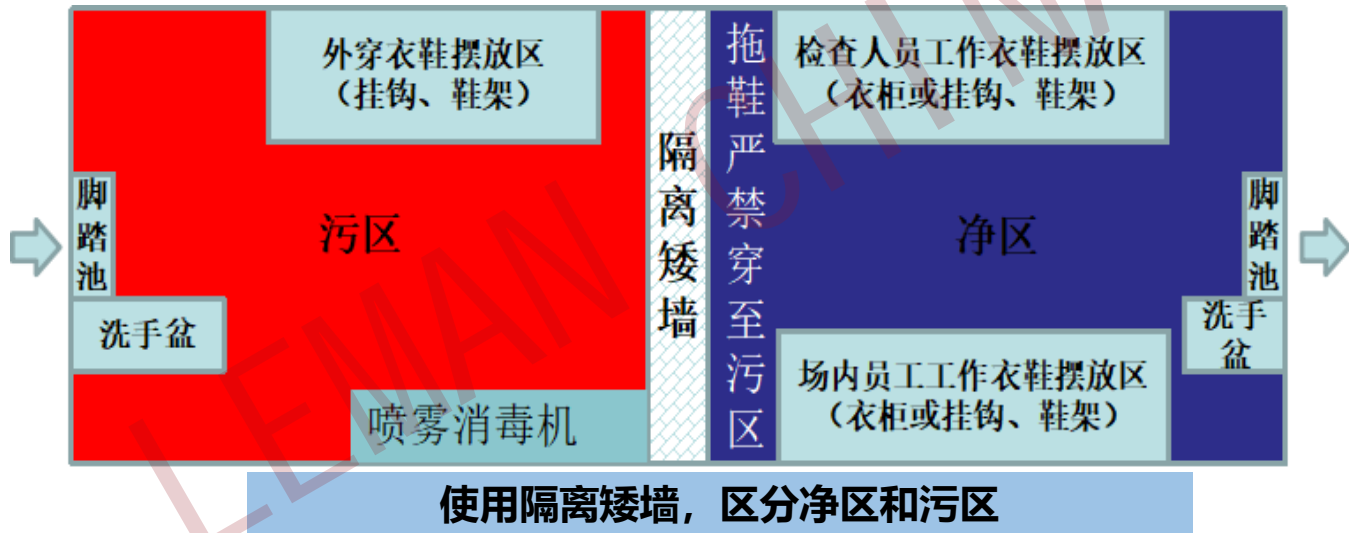 外穿衣鞋摆放区
（挂钩、鞋架）
脚踏池
污区
洗手盆
喷雾消毒机
隔离矮墙
拖鞋严禁穿至污区
检查人员工作衣鞋摆放区
（衣柜或挂钩、鞋架）
净区
脚踏池
洗手
盆
场内员工工作衣鞋摆放区
（衣柜或挂钩、鞋架）
使用隔离矮墙，区分净区和污区
LEMAN CHINA